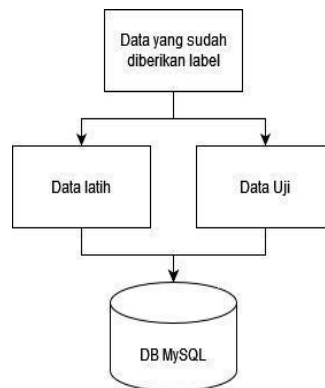 Data yang sudah
diberikan label
Data latih
Data Uji
DB MySQL